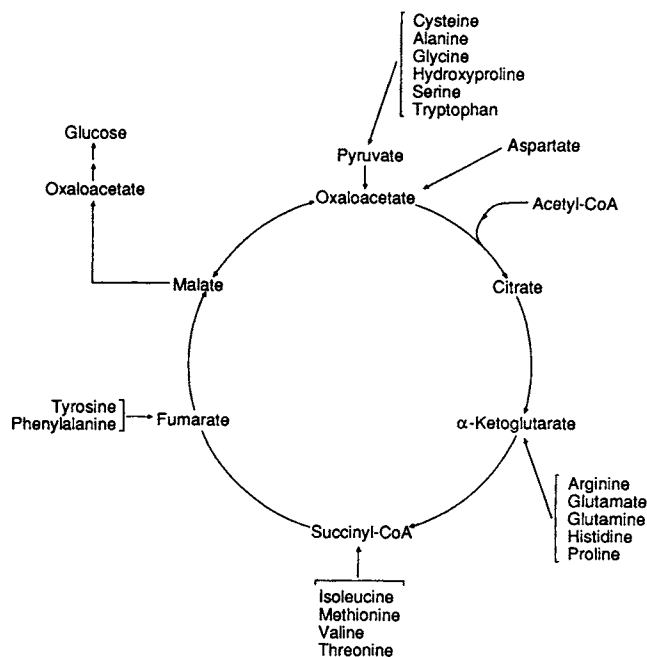 Cysteine
Alanine
Glycine
Hydroxyproline
Serine
Tryptophan
Glucose
Pyruvate
Aspartate
Oxaloacetate
Oxaloacetate
Acetyl-CoA
Malate
Citrate
Tyrosine
Phenylalanine
Fumarate
α-Ketoglutarate
Arginine
Glutamate
Glutamine
Histidine
Proline
Succinyl-CoA
Isoleucine
Methionine
Valine
Threonine